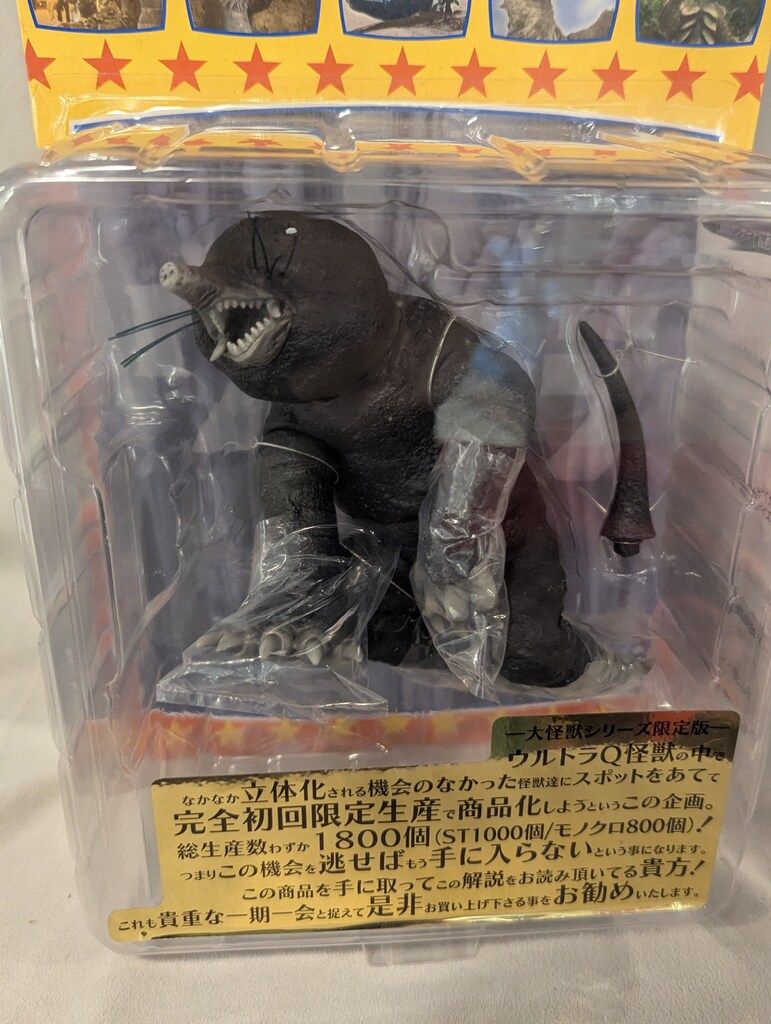 —大怪獣シリーズ限定版—
ウルトラQ怪獣の中で
なかなか立体化される機会のなかった怪獣達にスポットをあてて
完全初回限定生産で商品化しようというこの企画。
総生産数わずか1800個(ST1000個/モノクロ800個)!
つまりこの機会を逃せばもう手に入らないという事になります。
この商品を手に取ってこの解説をお読み頂いてる貴方!
これも貴重な一期一会と捉えて是非お買い上げ下さる事をお勧めいたします。